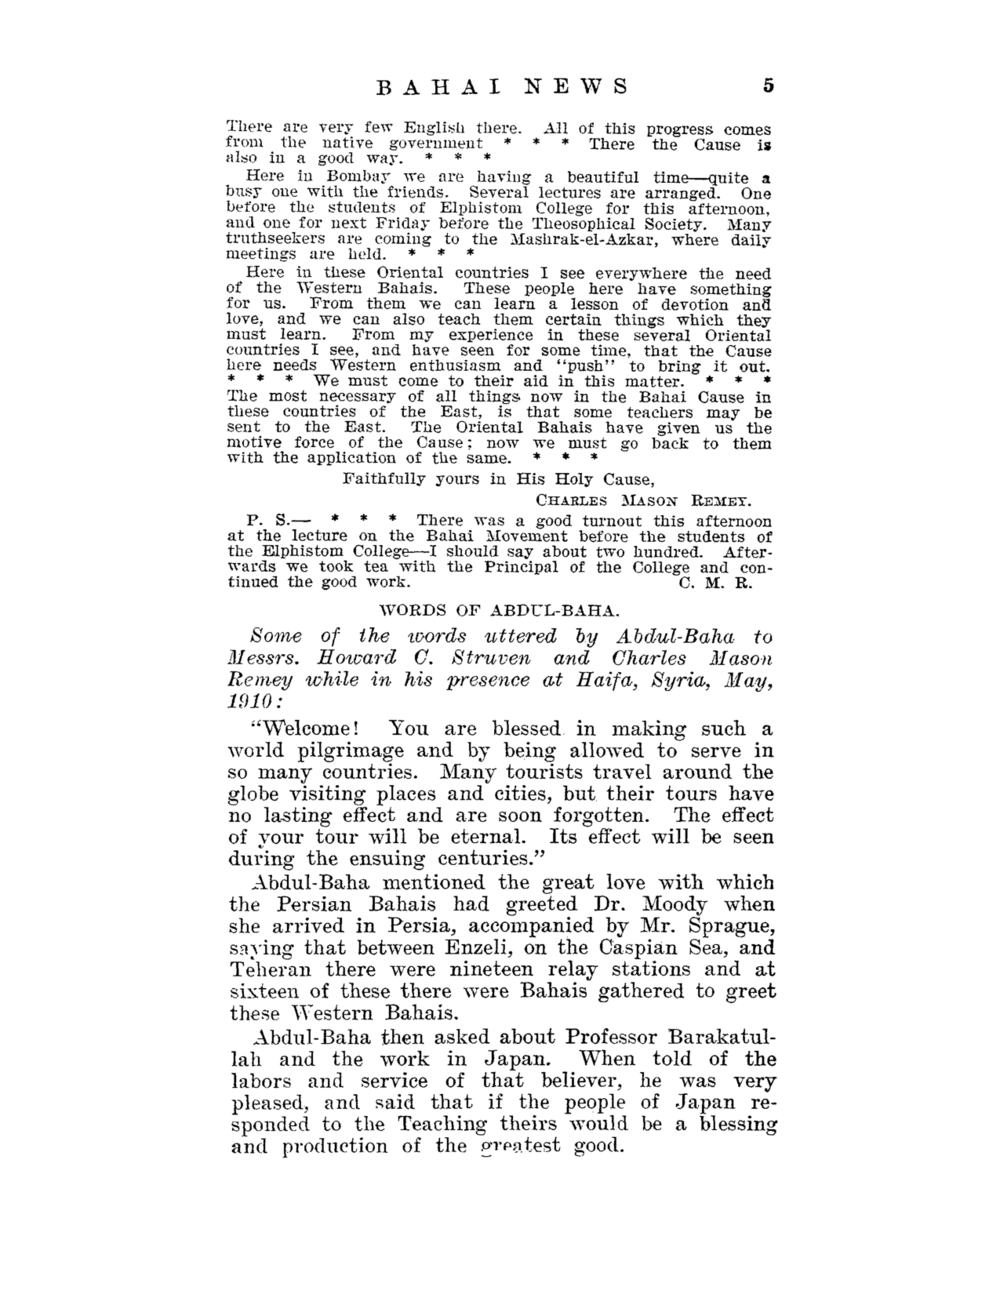 BAHAI NEWS 5
There are very few English there. All of this progress comes
from the native government * * * There the Cause is
also in a good way. * * *
Here in Bombay we are having a beautiful time—quite a
busy one with the friends. Several lectures are arranged. One
before the students of Elphistom College for this afternoon,
and one for next Friday before the Theosophical Society. Many
truthseekers are coming to the Mashrak-el-Azkar, where daily
meetings are held. * * *
Here in these Oriental countries I see everywhere the need
of the Western Bahais. These people here have something
for us. From them we can learn a lesson of devotion and
love, and we can also teach them certain things which they
must learn. From my experience in these several Oriental
countries I see, and have seen for some time, that the Cause
here needs Western enthusiasm and “push” to bring it out.
* * * We must come to their aid in this matter. * * *
The most necessary of all things now in the Bahai Cause in
these countries of the East, is that some teachers may be
sent to the East. The Oriental Bahais have given us the
motive force of the Cause; now we must go back to them
with the application of the same. * * *
Faithfully yours in His Holy Cause,
CHARLES MASON REMEY.
P. S.— * * * There was a good turnout this afternoon
at the lecture on the Bahai Movement before the students of
the Elphistom College—I should say about two hundred. After-
wards we took tea with the Principal of the College and con-
tinued the good work. C. M. R.
WORDS OF ABDUL-BAHA.
Some of the words uttered by Abdul-Baha to
Messrs. Howard C. Struven and Charles Mason
Remey while in his presence at Haifa, Syria, May,
1910:
“Welcome! You are blessed in making such a
world pilgrimage and by being allowed to serve in
so many countries. Many tourists travel around the
globe visiting places and cities, but their tours have
no lasting effect and are soon forgotten. The effect
of your tour will be eternal. Its effect will be seen
during the ensuing centuries.”
Abdul-Baha mentioned the great love with which
the Persian Bahais had greeted Dr. Moody when
she arrived in Persia, accompanied by Mr. Sprague,
saying that between Enzeli, on the Caspian Sea, and
Teheran there were nineteen relay stations and at
sixteen of these there were Bahais gathered to greet
these Western Bahais.
Abdul-Baha then asked about Professor Barakatul-
lah and the work in Japan. When told of the
labors and service of that believer, he was very
pleased, and said that if the people of Japan re-
sponded to the Teaching theirs would be a blessing
and production of the greatest good.